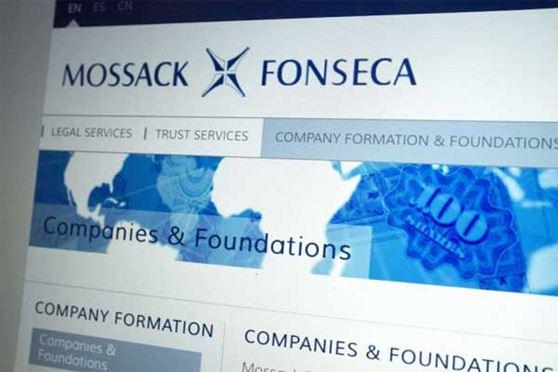 EN ES CN
MOSSACK FONSECA
LEGAL SERVICES | TRUST SERVICES COMPANY FORMATION & FOUNDATIONS
100
Companies & Foundations
COMPANY FORMATION
COMPANIES & FOUNDATIONS
Companies &
Foundations